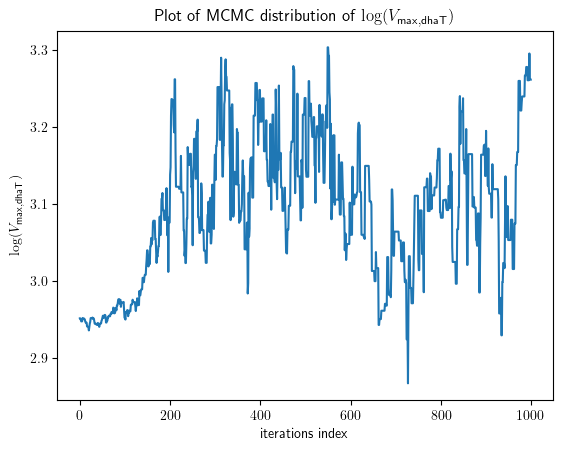 Plot of MCMC distribution of log(V_max,dhaT)
3.3
3.2
3.1
3.0
2.9
log(V_max,dhaT)
0 200 400 600 800 1000
iterations index